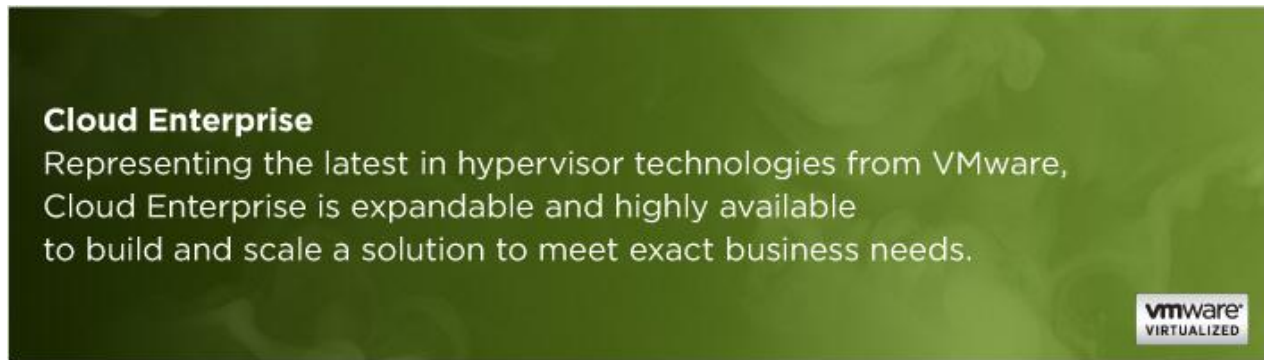 Cloud Enterprise
Representing the latest in hypervisor technologies from VMware,
Cloud Enterprise is expandable and highly available
to build and scale a solution to meet exact business needs.
vmware
VIRTUALIZED